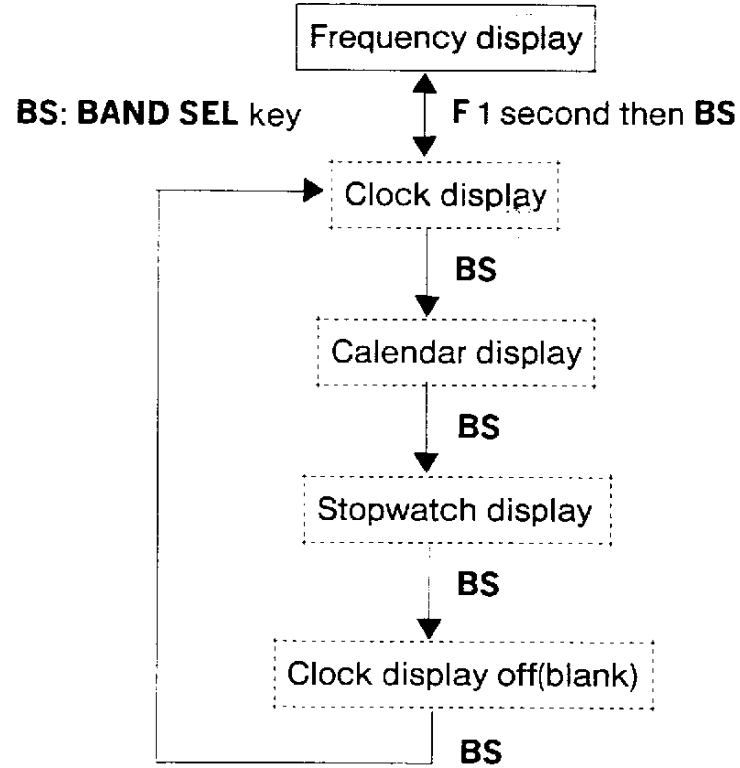 Frequency display
BS: BAND SEL key
F 1 second then BS
Clock display
BS
Calendar display
BS
Stopwatch display
BS
Clock display off(blank)
BS